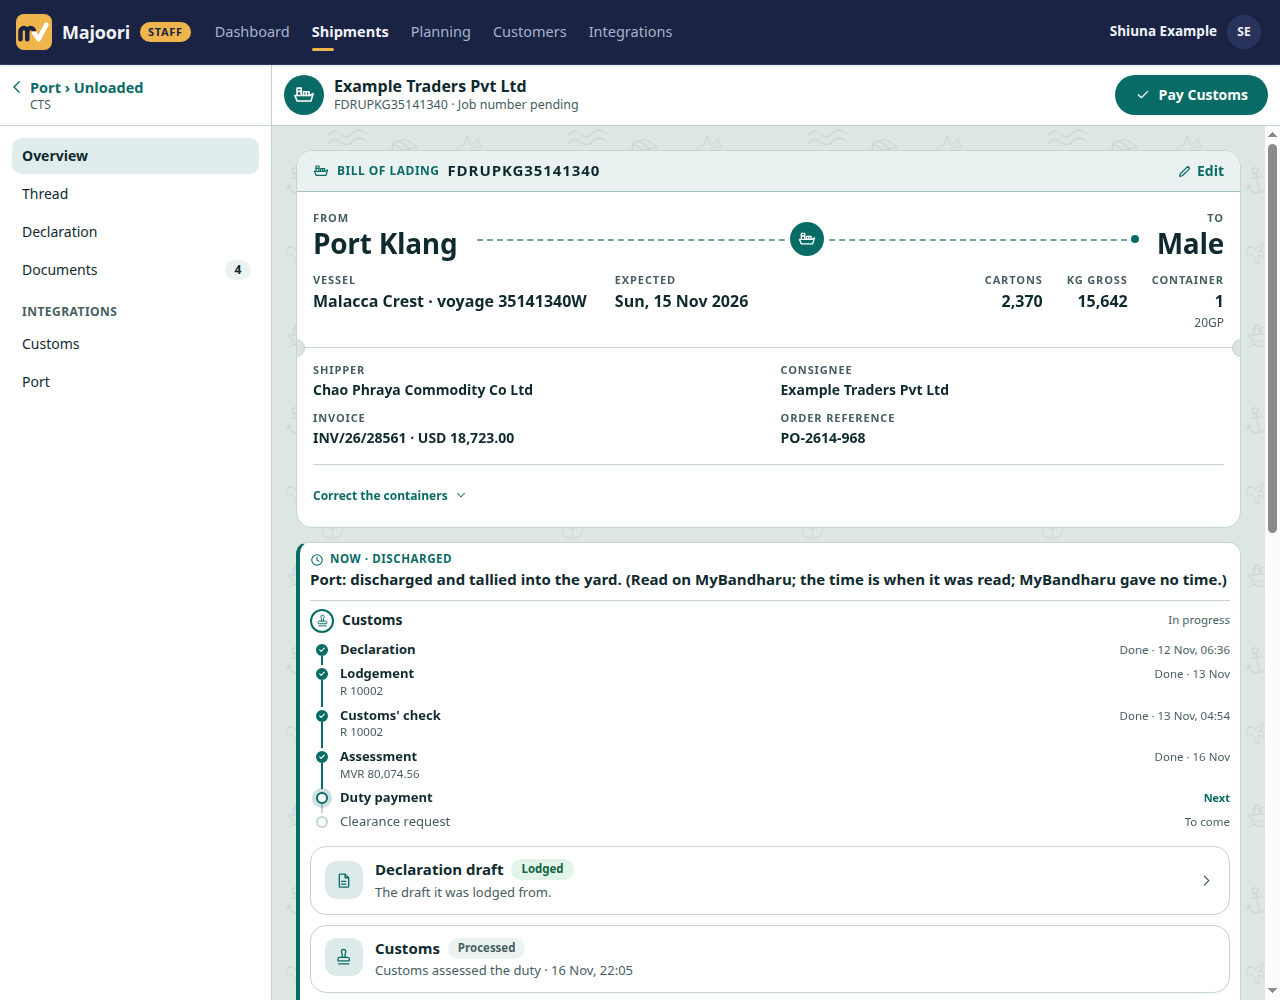 Majoori
STAFF
Dashboard
Shipments
Planning
Customers
Integrations
Shiuna Example
SE
Port › Unloaded
CTS
Example Traders Pvt Ltd
FDRUPKG35141340 · Job number pending
Pay Customs
Overview
Thread
Declaration
Documents
4
INTEGRATIONS
Customs
Port
BILL OF LADING FDRUPKG35141340
Edit
FROM
Port Klang
TO
Male
VESSEL
Malacca Crest · voyage 35141340W
EXPECTED
Sun, 15 Nov 2026
CARTONS
2,370
KG GROSS
15,642
CONTAINER
1
20GP
SHIPPER
Chao Phraya Commodity Co Ltd
CONSIGNEE
Example Traders Pvt Ltd
INVOICE
INV/26/28561 · USD 18,723.00
ORDER REFERENCE
PO-2614-968
Correct the containers
NOW · DISCHARGED
Port: discharged and tallied into the yard. (Read on MyBandharu; the time is when it was read; MyBandharu gave no time.)
Customs
In progress
Declaration
Done · 12 Nov, 06:36
Lodgement
Done · 13 Nov
R 10002
Customs' check
Done · 13 Nov, 04:54
R 10002
Assessment
Done · 16 Nov
MVR 80,074.56
Duty payment
Next
Clearance request
To come
Declaration draft
Lodged
The draft it was lodged from.
Customs
Processed
Customs assessed the duty · 16 Nov, 22:05